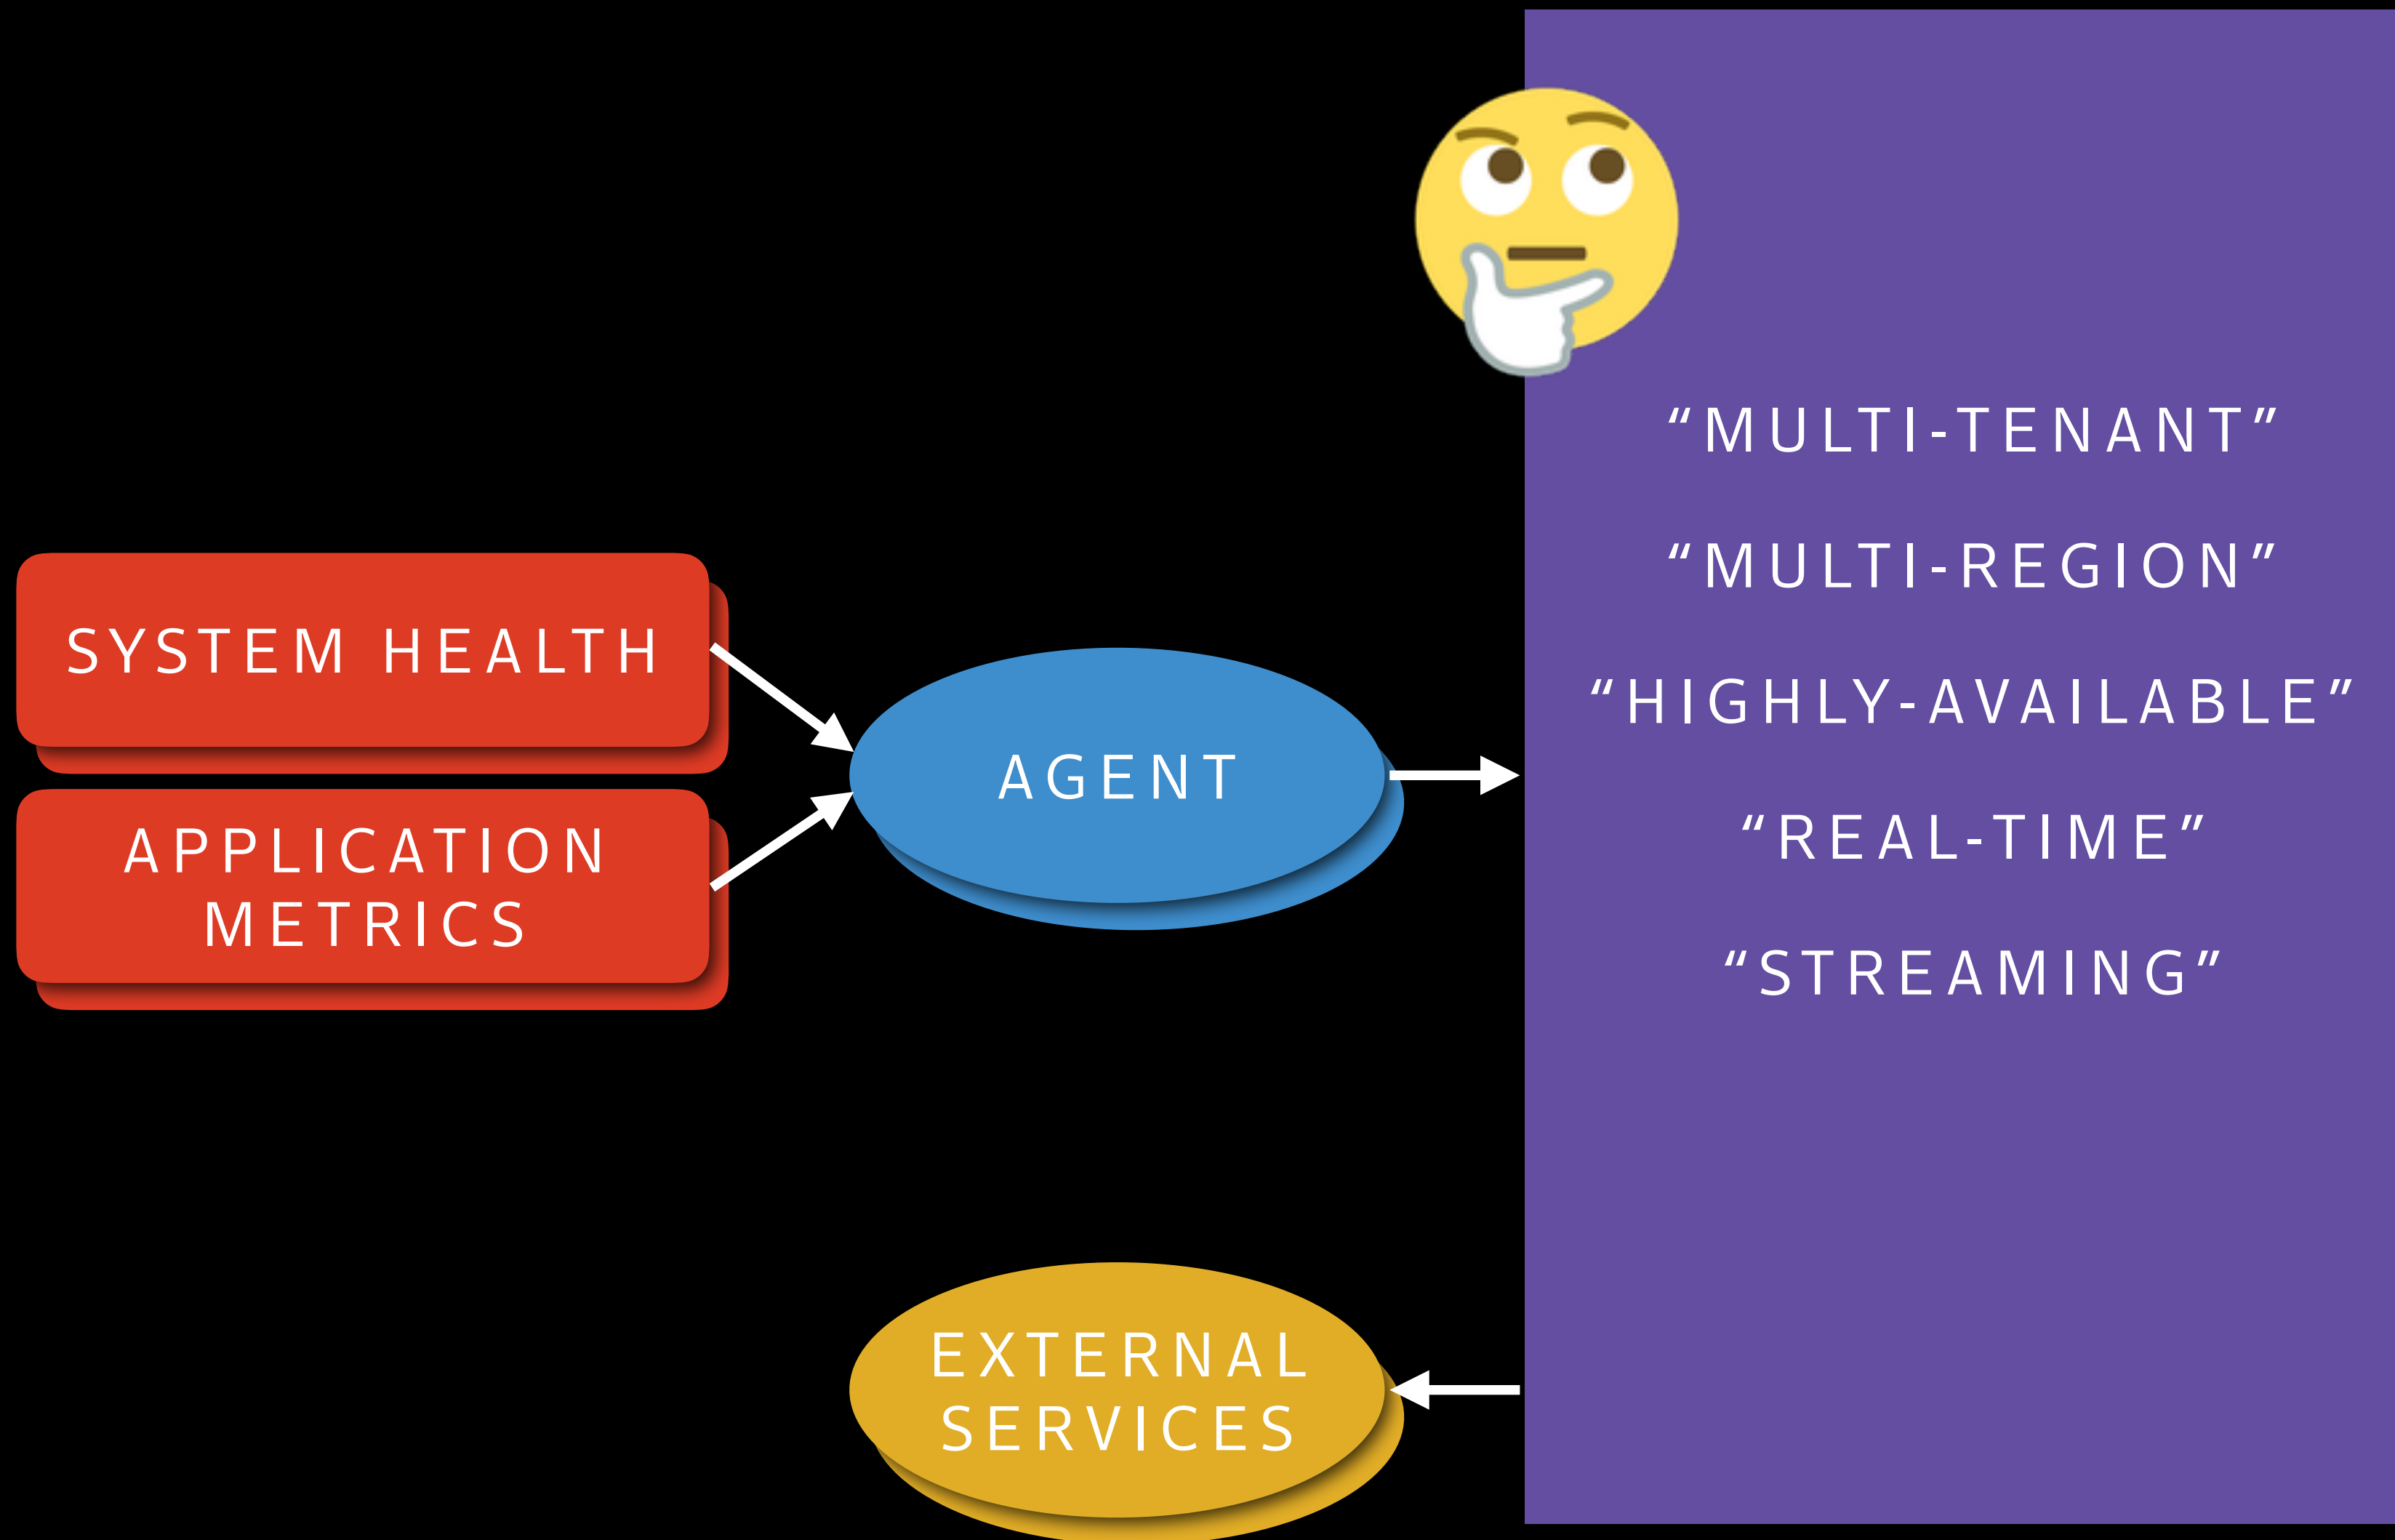 SYSTEM HEALTH
APPLICATION
METRICS
AGENT
EXTERNAL
SERVICES
“MULTI-TENANT”
“MULTI-REGION”
“HIGHLY-AVAILABLE”
“REAL-TIME”
“STREAMING”